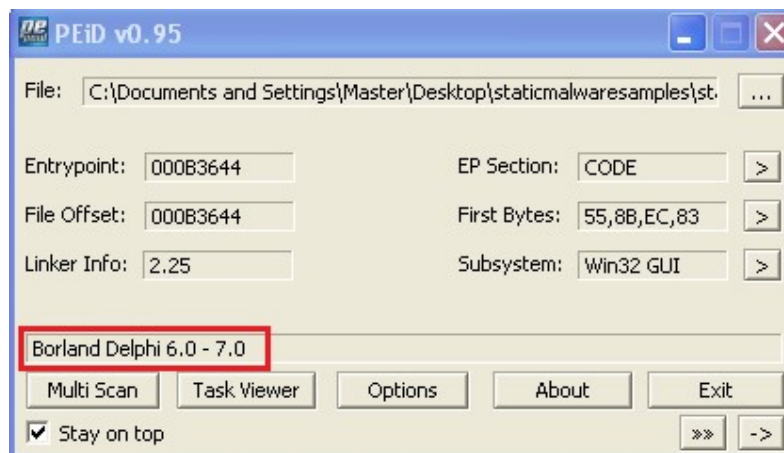 PEiD v0.95
File: C:\Documents and Settings\Master\Desktop\staticmalwaresamples\st. ...
Entrypoint: 000B3644 EP Section: CODE >
File Offset: 000B3644 First Bytes: 55,8B,EC,83 >
Linker Info: 2.25 Subsystem: Win32 GUI >
Borland Delphi 6.0 - 7.0
Multi Scan Task Viewer Options About Exit
Stay on top »» ->